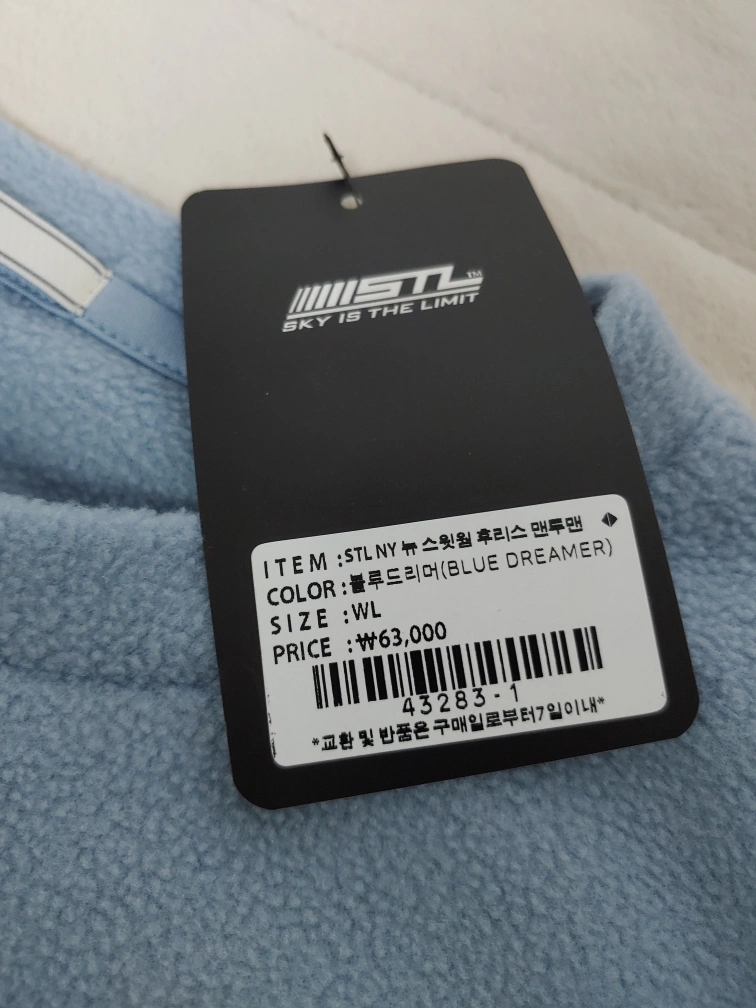 STL™
SKY IS THE LIMIT
ITEM :STL NY 뉴 스윗웜 후리스 맨투맨
COLOR :블루드리머(BLUE DREAMER)
SIZE :WL
PRICE :₩63,000
43283-1
*교환 및 반품은 구매일로부터7일이내*